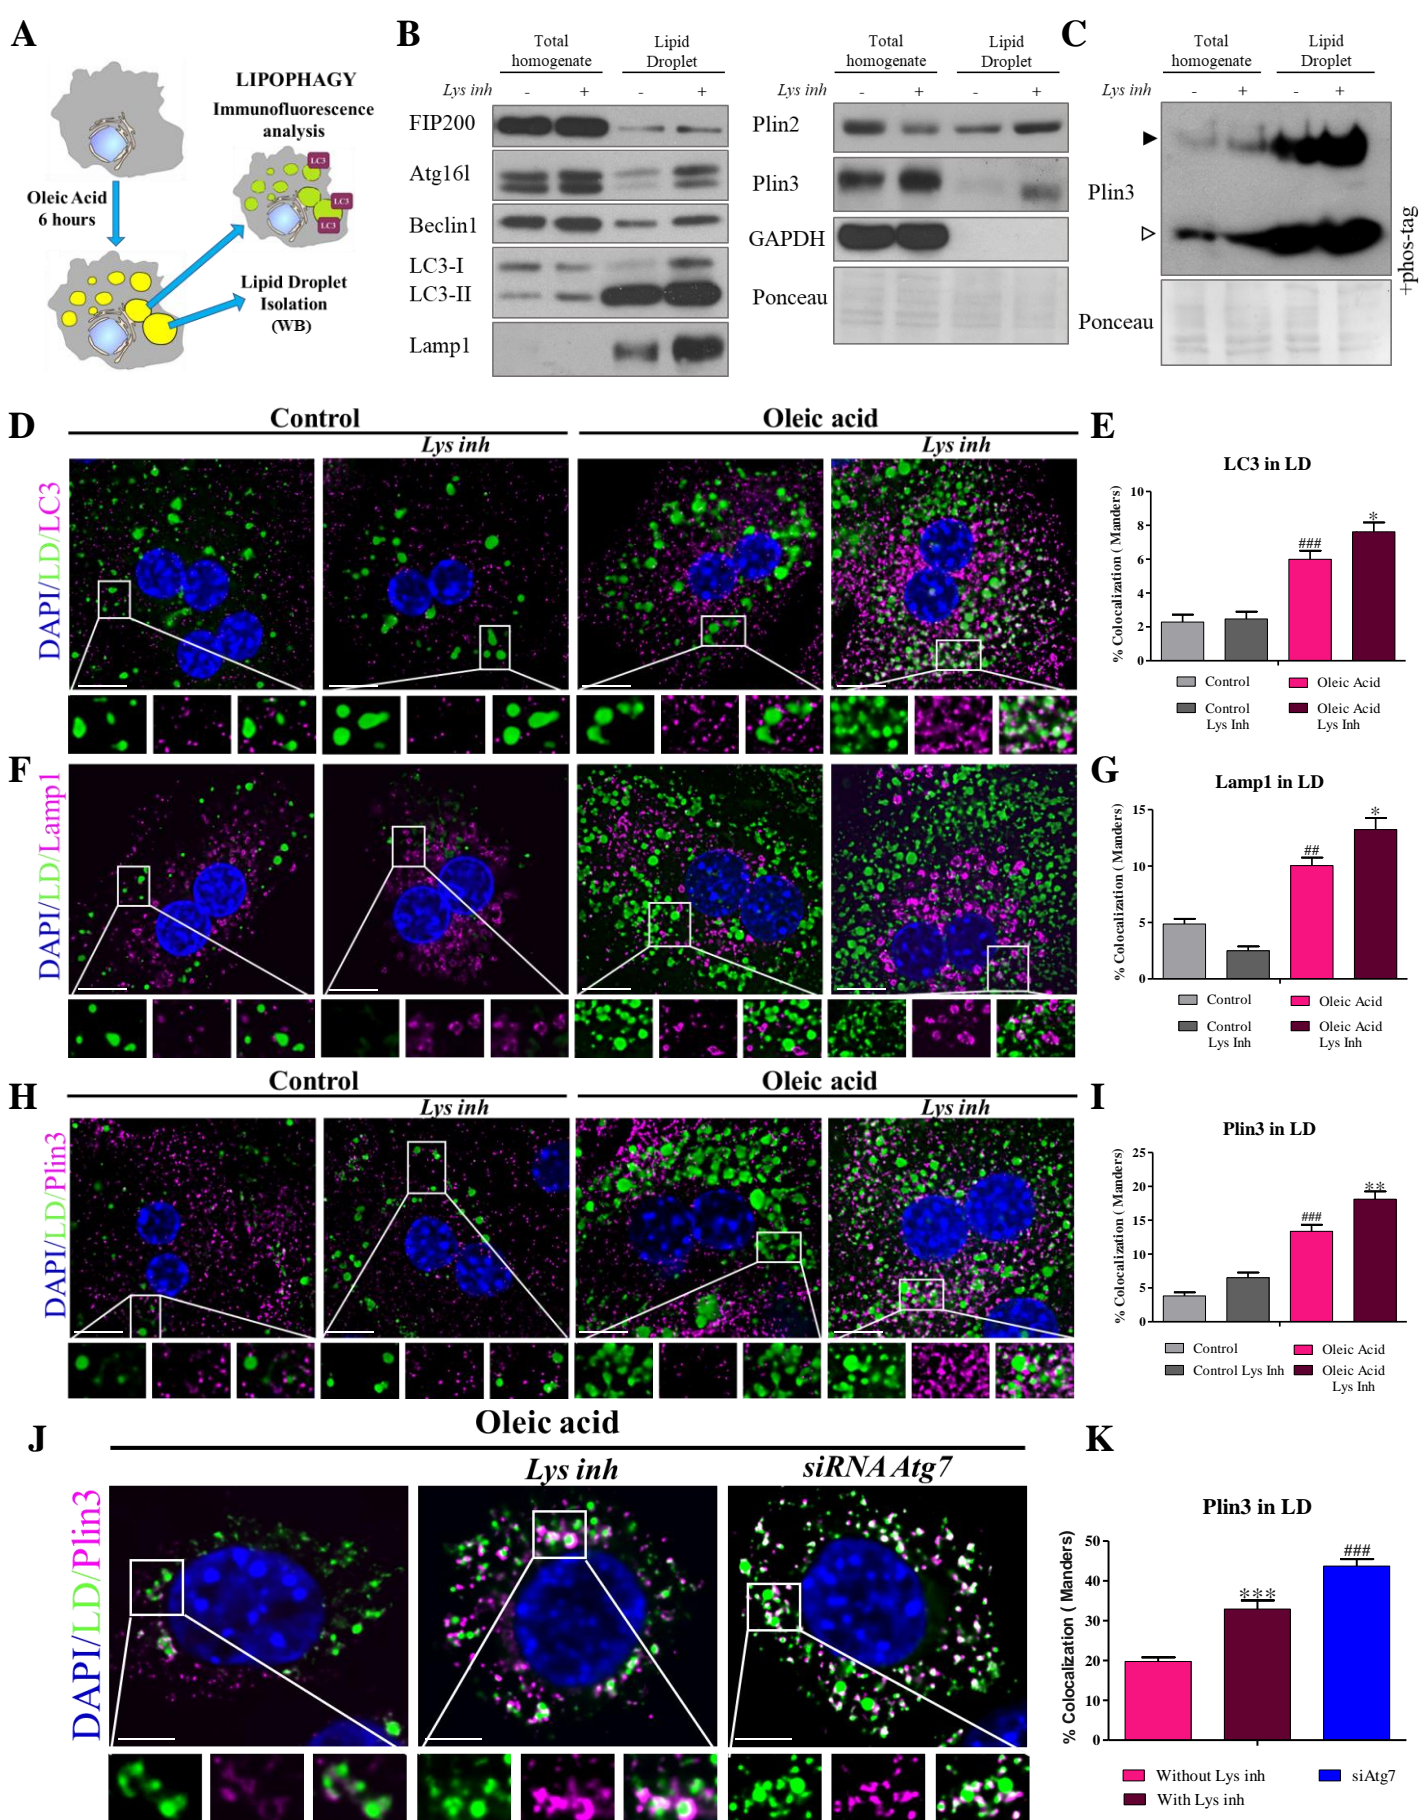 A
LIPOPHAGY
Immunofluorescence
analysis
LC3
LC3
LC3
Oleic Acid
6 hours
Lipid Droplet
Isolation
(WB)
B
Total
homogenate
Lipid
Droplet
Lys inh
-
+
-
+
FIP200
Atg16l
Beclin1
LC3-I
LC3-II
Lamp1
Total
homogenate
Lipid
Droplet
Lys inh
-
+
-
+
Plin2
Plin3
GAPDH
Ponceau
C
Total
homogenate
Lipid
Droplet
Lys inh
-
+
-
+
Plin3
+phos-tag
Ponceau
D
Control
Lys inh
Oleic acid
Lys inh
DAPI/LD/LC3
E
LC3 in LD
% Colocalization ( Manders)
10
8
6
4
2
0
###
*
Control
Oleic Acid
Control
Lys Inh
Oleic Acid
Lys Inh
F
DAPI/LD/Lamp1
G
Lamp1 in LD
% Colocalization ( Manders)
15
10
5
0
##
*
Control
Oleic Acid
Control
Lys Inh
Oleic Acid
Lys Inh
H
Control
Lys inh
Oleic acid
Lys inh
DAPI/LD/Plin3
I
Plin3 in LD
% Colocalization ( Manders)
25
20
15
10
5
0
###
**
Control
Oleic Acid
Control Lys Inh
Oleic Acid
Lys Inh
J
Oleic acid
Lys inh
siRNA Atg7
DAPI/LD/Plin3
K
Plin3 in LD
% Colocalization ( Manders)
50
40
30
20
10
0
***
###
Without Lys inh
siAtg7
With Lys inh